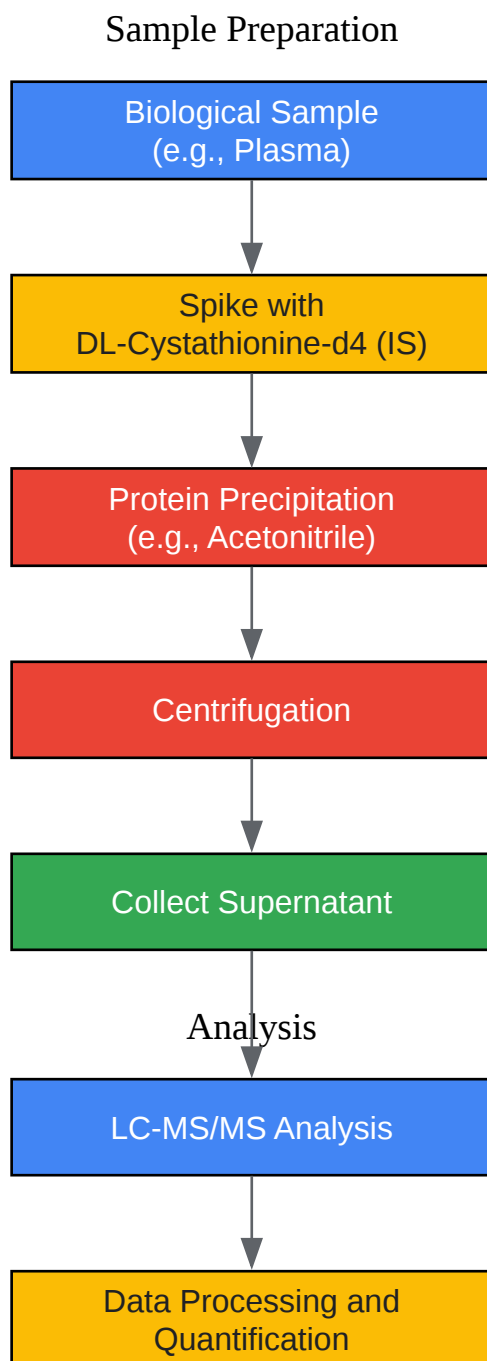 Sample Preparation
Biological Sample
(e.g., Plasma)
Spike with
DL-Cystathionine-d4 (IS)
Protein Precipitation
(e.g., Acetonitrile)
Centrifugation
Collect Supernatant
Analysis
LC-MS/MS Analysis
Data Processing and
Quantification